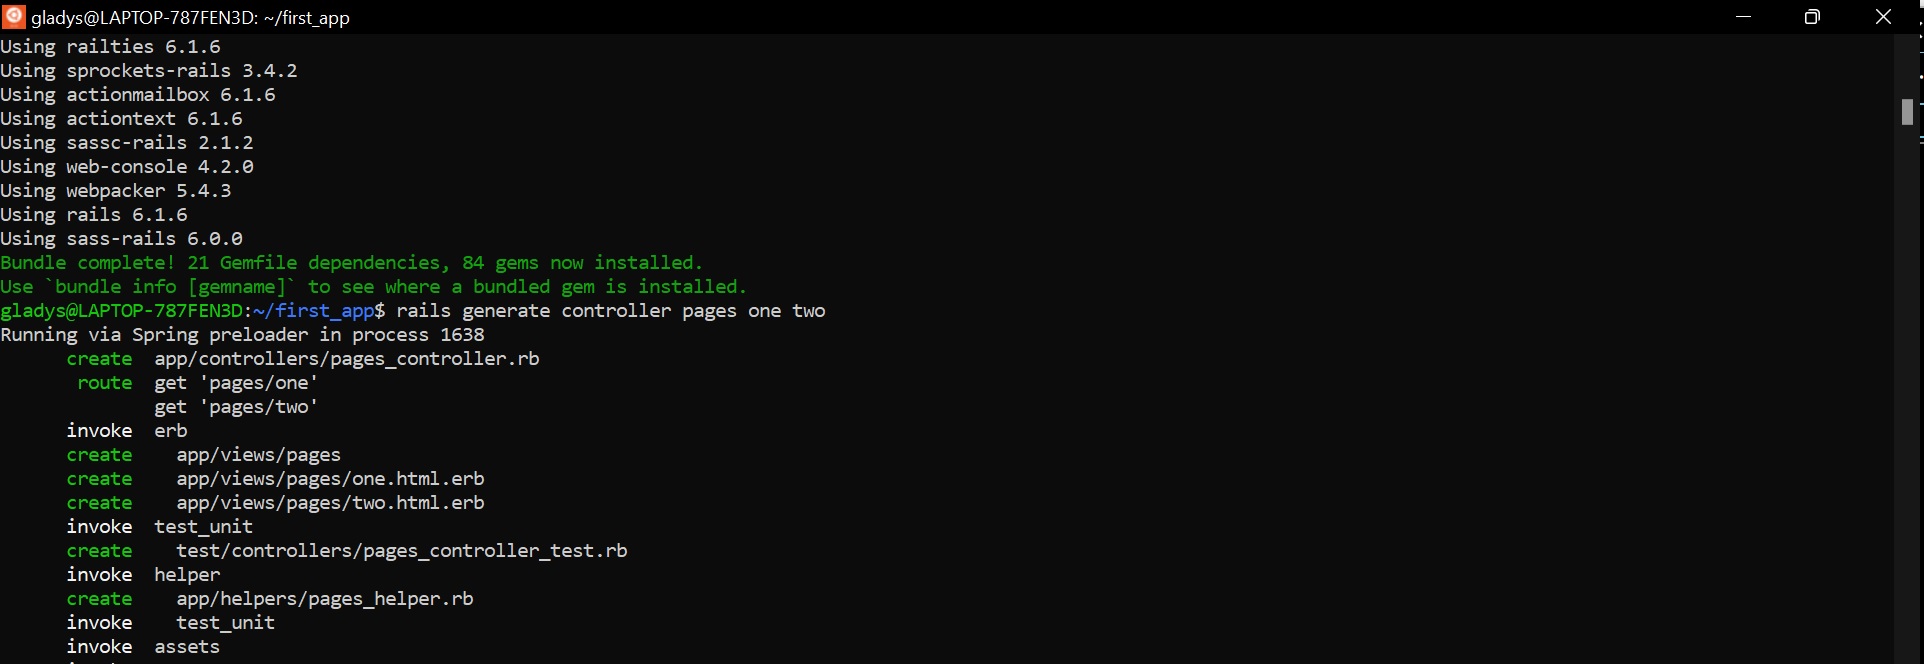 gladys@LAPTOP-787FEN3D: ~/first_app
Using railties 6.1.6
Using sprockets-rails 3.4.2
Using actionmailbox 6.1.6
Using actiontext 6.1.6
Using sassc-rails 2.1.2
Using web-console 4.2.0
Using webpacker 5.4.3
Using rails 6.1.6
Using sass-rails 6.0.0
Bundle complete! 21 Gemfile dependencies, 84 gems now installed.
Use `bundle info [gemname]` to see where a bundled gem is installed.
gladys@LAPTOP-787FEN3D:~/first_app$ rails generate controller pages one two
Running via Spring preloader in process 1638
      create  app/controllers/pages_controller.rb
       route  get 'pages/one'
              get 'pages/two'
      invoke  erb
      create    app/views/pages
      create    app/views/pages/one.html.erb
      create    app/views/pages/two.html.erb
      invoke  test_unit
      create    test/controllers/pages_controller_test.rb
      invoke  helper
      create    app/helpers/pages_helper.rb
      invoke    test_unit
      invoke  assets